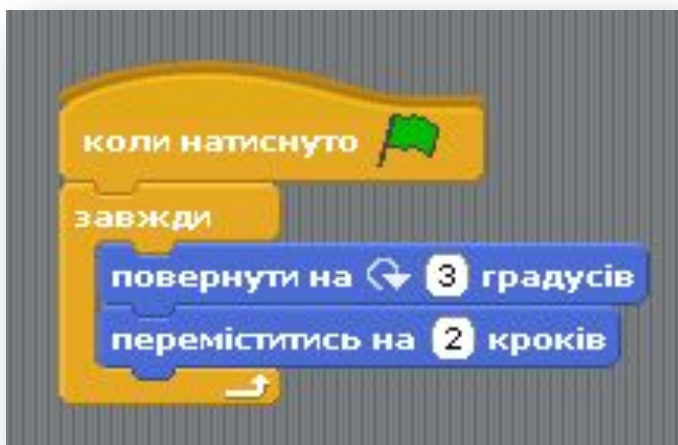 коли натиснуто
завжди
повернути на 3 градусів
переміститись на 2 кроків